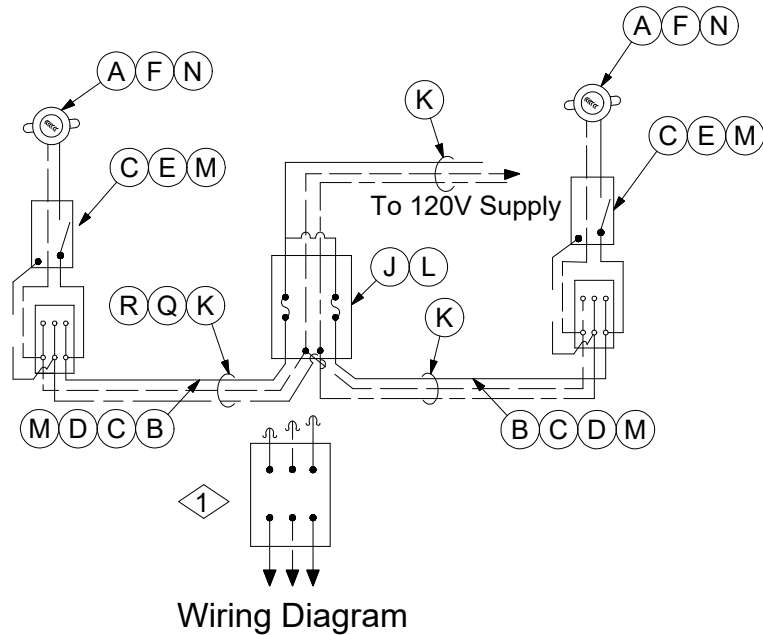 A F N
A F N
K
C E M
C E M
To 120V Supply
J L
R Q K
K
M D C B
B C D M
1
Wiring Diagram